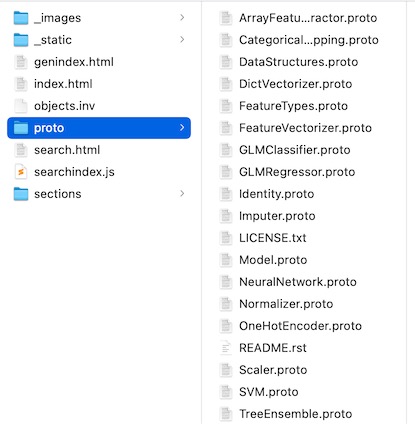 _images
_static
genindex.html
index.html
objects.inv
proto
search.html
searchindex.js
sections
ArrayFeatu...ractor.proto
Categorical...pping.proto
DataStructures.proto
DictVectorizer.proto
FeatureTypes.proto
FeatureVectorizer.proto
GLMClassifier.proto
GLMRegressor.proto
Identity.proto
Imputer.proto
LICENSE.txt
Model.proto
NeuralNetwork.proto
Normalizer.proto
OneHotEncoder.proto
README.rst
Scaler.proto
SVM.proto
TreeEnsemble.proto